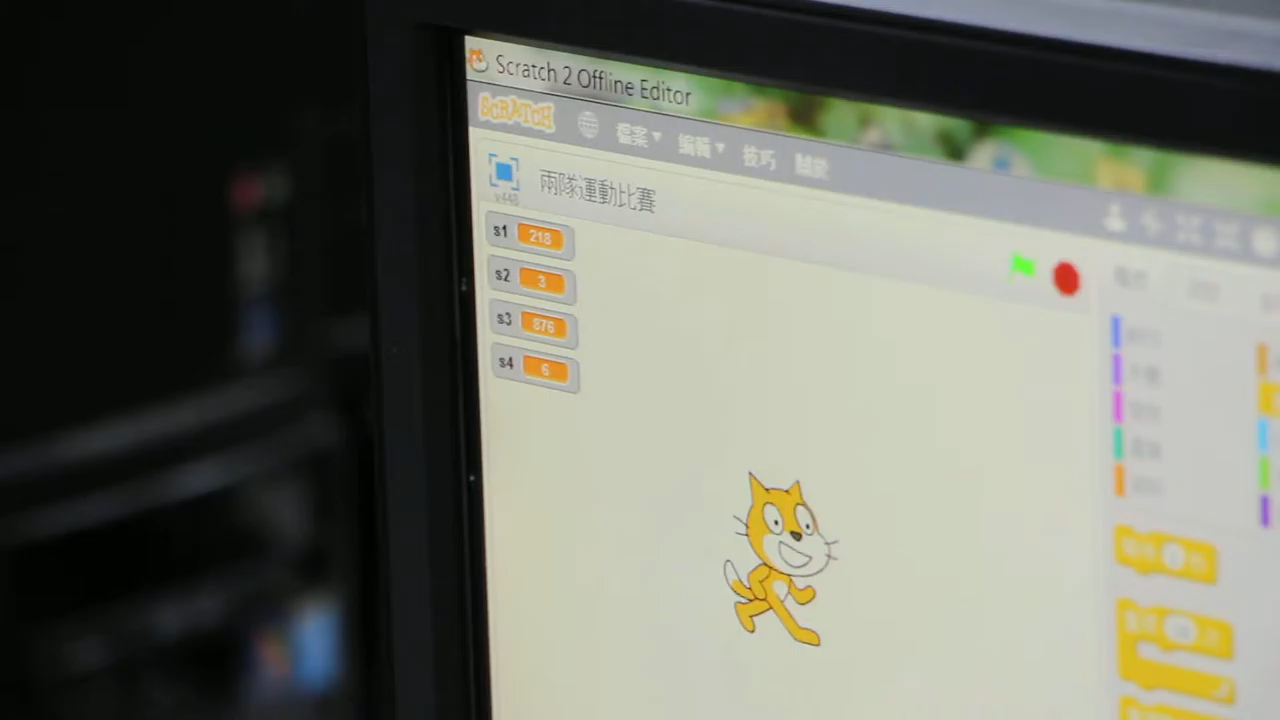 Scratch 2 Offline Editor
SCRATCH 檔案 編輯 技巧 關於
v448
兩隊運動比賽
s1 218
s2 3
s3 876
s4 6